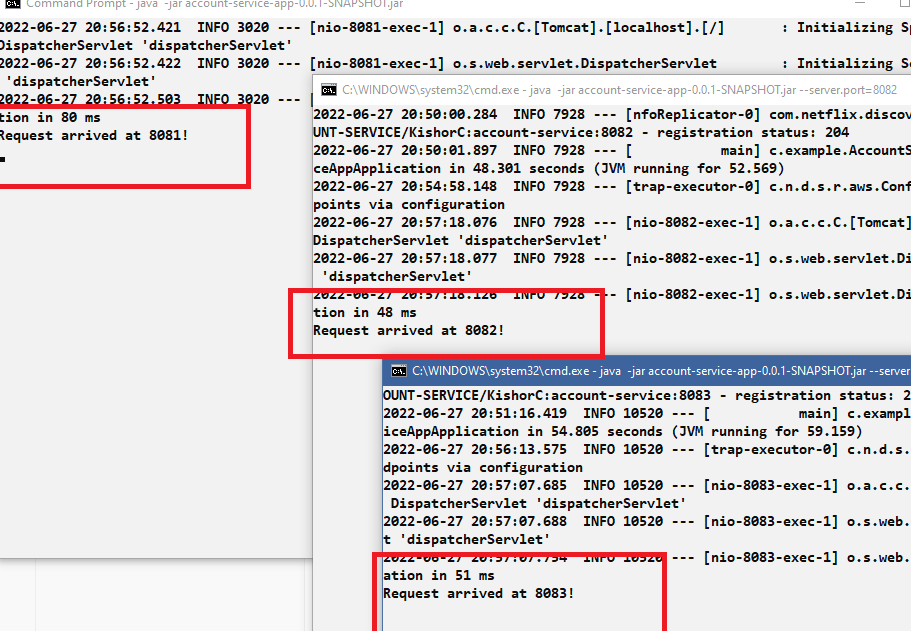 Command Prompt - java -jar account-service-app-0.0.1-SNAPSHOT.jar
2022-06-27 20:56:52.421  INFO 3020 --- [nio-8081-exec-1] o.a.c.c.C.[Tomcat].[localhost].[/]       : Initializing Sp
DispatcherServlet 'dispatcherServlet'
2022-06-27 20:56:52.422  INFO 3020 --- [nio-8081-exec-1] o.s.web.servlet.DispatcherServlet        : Initializing Se
'dispatcherServlet'
2022-06-27 20:56:52.503  INFO 3020 --- [
tion in 80 ms
Request arrived at 8081!
C:\WINDOWS\system32\cmd.exe - java -jar account-service-app-0.0.1-SNAPSHOT.jar --server.port=8082
2022-06-27 20:50:00.284  INFO 7928 --- [nfoReplicator-0] com.netflix.discov
UNT-SERVICE/KishorC:account-service:8082 - registration status: 204
2022-06-27 20:50:01.897  INFO 7928 --- [           main] c.example.AccountS
ceAppApplication in 48.301 seconds (JVM running for 52.569)
2022-06-27 20:54:58.148  INFO 7928 --- [trap-executor-0] c.n.d.s.r.aws.Conf
points via configuration
2022-06-27 20:57:18.076  INFO 7928 --- [nio-8082-exec-1] o.a.c.c.C.[Tomcat]
DispatcherServlet 'dispatcherServlet'
2022-06-27 20:57:18.077  INFO 7928 --- [nio-8082-exec-1] o.s.web.servlet.Di
'dispatcherServlet'
2022-06-27 20:57:18.126  INFO 7928 --- [nio-8082-exec-1] o.s.web.servlet.Di
tion in 48 ms
Request arrived at 8082!
C:\WINDOWS\system32\cmd.exe - java -jar account-service-app-0.0.1-SNAPSHOT.jar --server
OUNT-SERVICE/KishorC:account-service:8083 - registration status: 2
2022-06-27 20:51:16.419  INFO 10520 --- [           main] c.exampl
iceAppApplication in 54.805 seconds (JVM running for 59.159)
2022-06-27 20:56:13.575  INFO 10520 --- [trap-executor-0] c.n.d.s.
dpoints via configuration
2022-06-27 20:57:07.685  INFO 10520 --- [nio-8083-exec-1] o.a.c.c.
DispatcherServlet 'dispatcherServlet'
2022-06-27 20:57:07.688  INFO 10520 --- [nio-8083-exec-1] o.s.web.
t 'dispatcherServlet'
2022-06-27 20:57:07.734  INFO 10520 --- [nio-8083-exec-1] o.s.web.
ation in 51 ms
Request arrived at 8083!